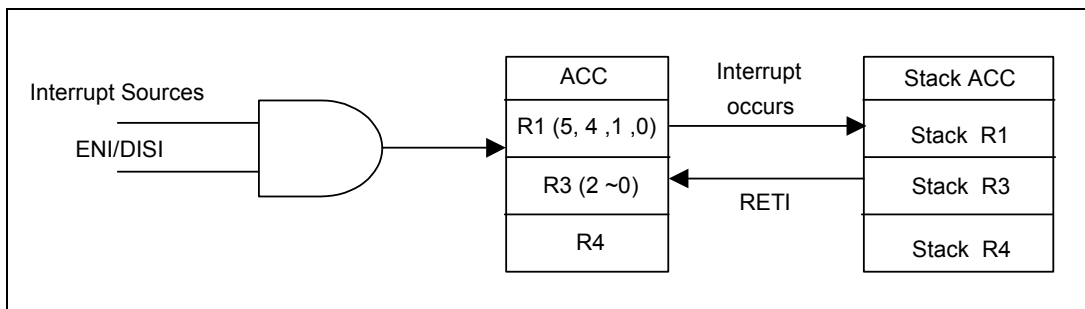 Interrupt Sources
ENI/DISI
ACC
R1 (5, 4 ,1 ,0)
R3 (2 ~0)
R4
Interrupt
occurs
RETI
Stack ACC
Stack R1
Stack R3
Stack R4